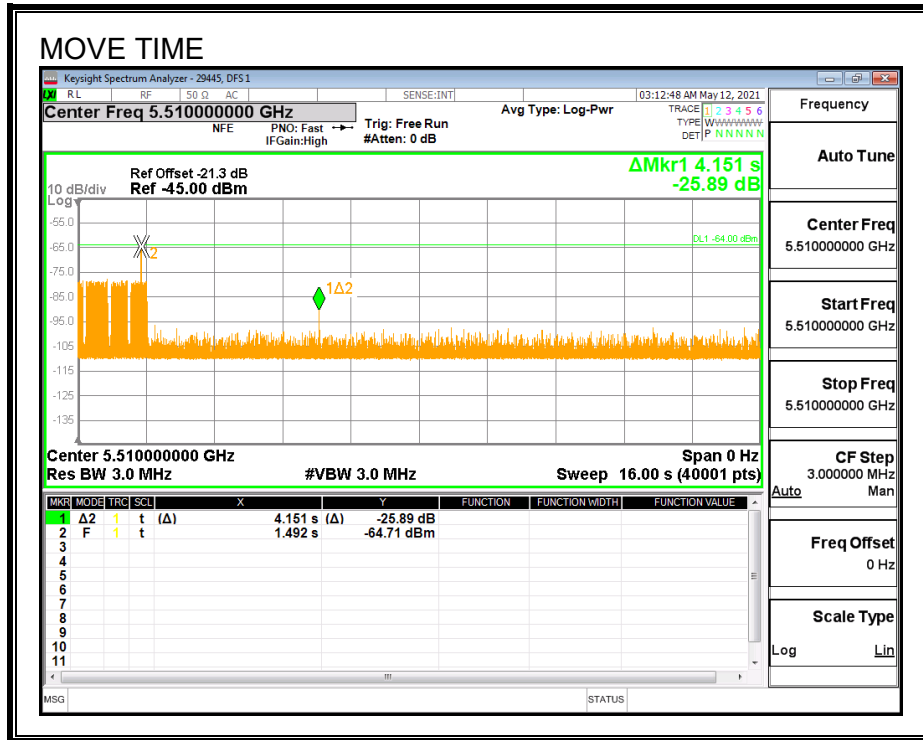 MOVE TIME
Keysight Spectrum Analyzer - 29445, DFS 1
LXI RL RF 50 Ω AC SENSE:INT 03:12:48 AM May 12, 2021
Center Freq 5.510000000 GHz
NFE
PNO: Fast
IFGain:High
Trig: Free Run
#Atten: 0 dB
Avg Type: Log-Pwr
TRACE 1 2 3 4 5 6
TYPE WWWWWWW
DET P N N N N N
ΔMkr1 4.151 s
-25.89 dB
Ref Offset -21.3 dB
10 dB/div Ref -45.00 dBm
Log
-55.0
-65.0
-75.0
-85.0
-95.0
-105
-115
-125
-135
DL1 -64.00 dBm
2
1Δ2
Center 5.510000000 GHz Span 0 Hz
Res BW 3.0 MHz #VBW 3.0 MHz Sweep 16.00 s (40001 pts)
MKR MODE TRC SCL X Y FUNCTION FUNCTION WIDTH FUNCTION VALUE
1 Δ2 1 t (Δ) 4.151 s (Δ) -25.89 dB
2 F 1 t 1.492 s -64.71 dBm
3
4
5
6
7
8
9
10
11
MSG STATUS
Frequency
Auto Tune
Center Freq
5.510000000 GHz
Start Freq
5.510000000 GHz
Stop Freq
5.510000000 GHz
CF Step
3.000000 MHz
Auto Man
Freq Offset
0 Hz
Scale Type
Log Lin